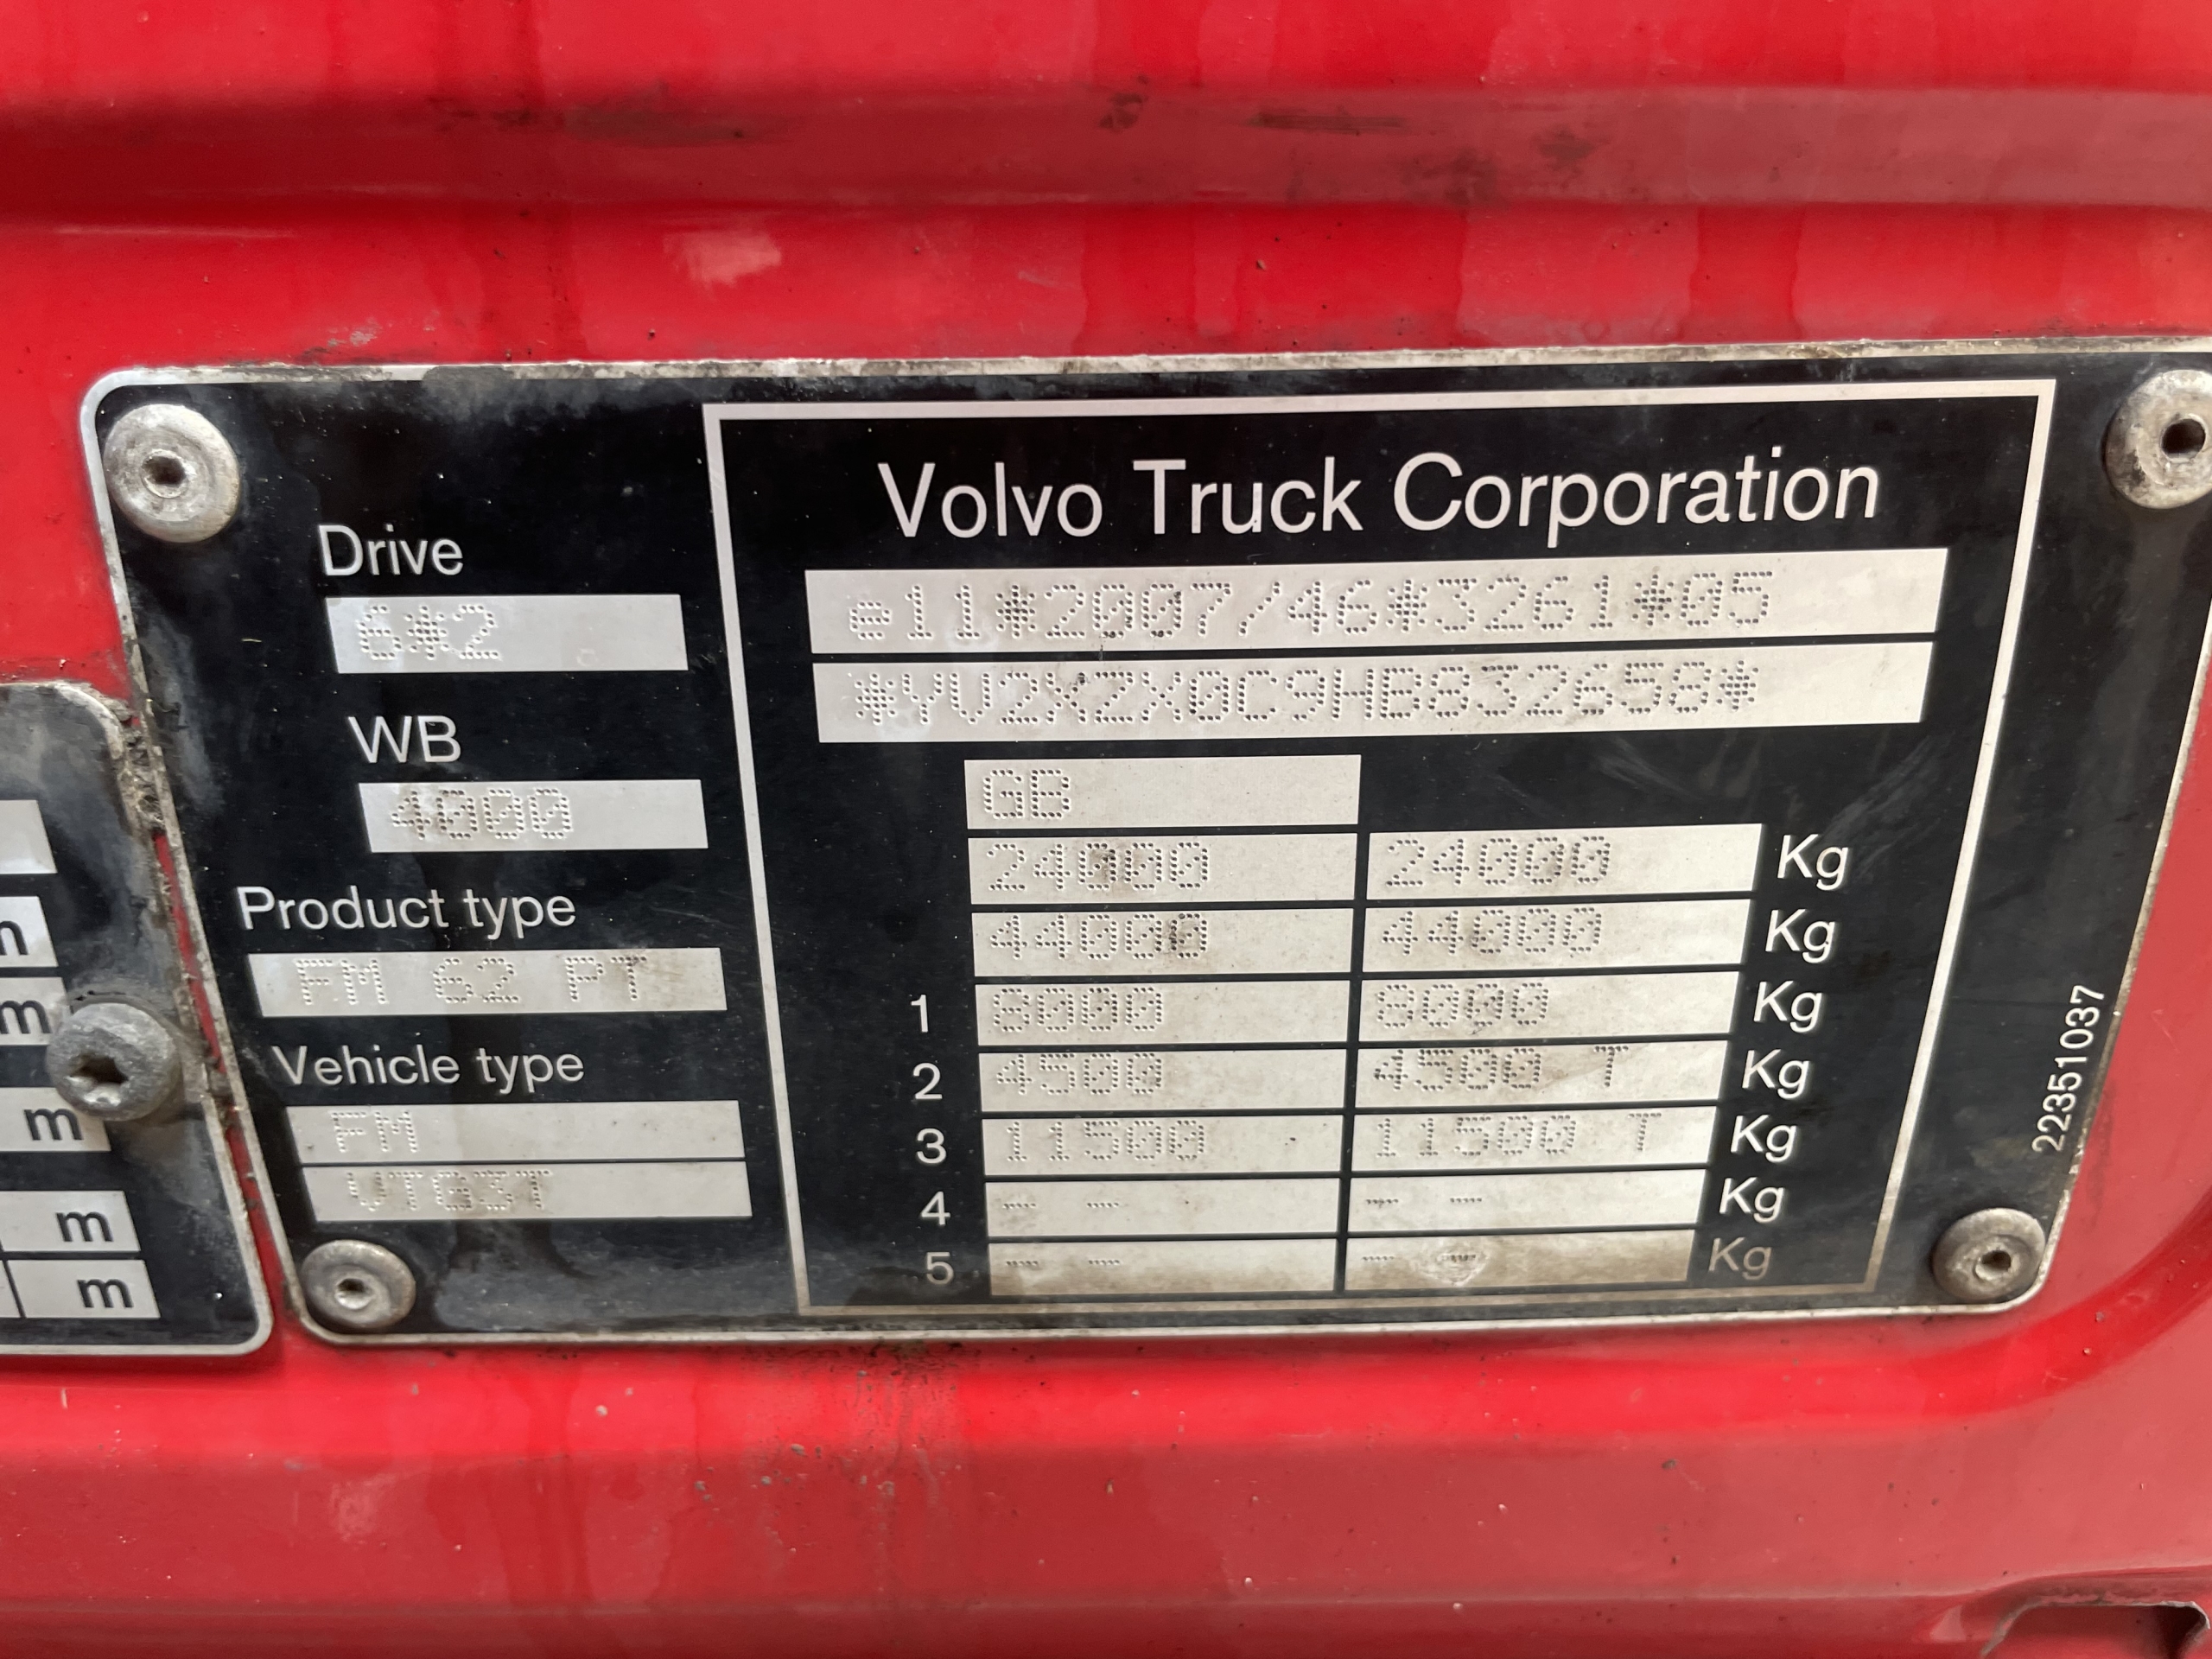 Volvo Truck Corporation
Drive
6*2
e11*2007/46*3261*05
*YV2XZX0C9HB832658*
WB
4000
GB
24000 24000 Kg
44000 44000 Kg
Product type
FM 62 PT
1 8000 8000 Kg
2 4500 4500 T Kg
Vehicle type
FM
3 11500 11500 T Kg
VTG3T
4 -- -- -- -- Kg
5 -- -- -- Kg
22351037
m
m
m
m
m